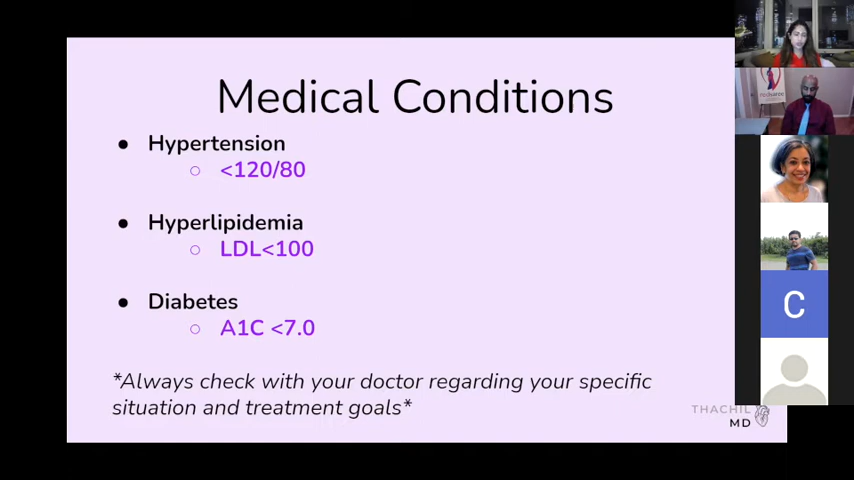 Medical Conditions
● Hypertension
○ <120/80
● Hyperlipidemia
○ LDL<100
● Diabetes
○ A1C <7.0
*Always check with your doctor regarding your specific
situation and treatment goals*
THACHIL
MD
C